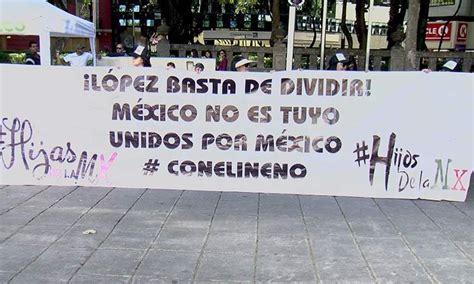 ¡LÓPEZ BASTA DE DIVIDIR!
MÉXICO NO ES TUYO
UNIDOS POR MÉXICO
# CONELINENO
#Hijas
DE LA MX
#Hijos
De la MX